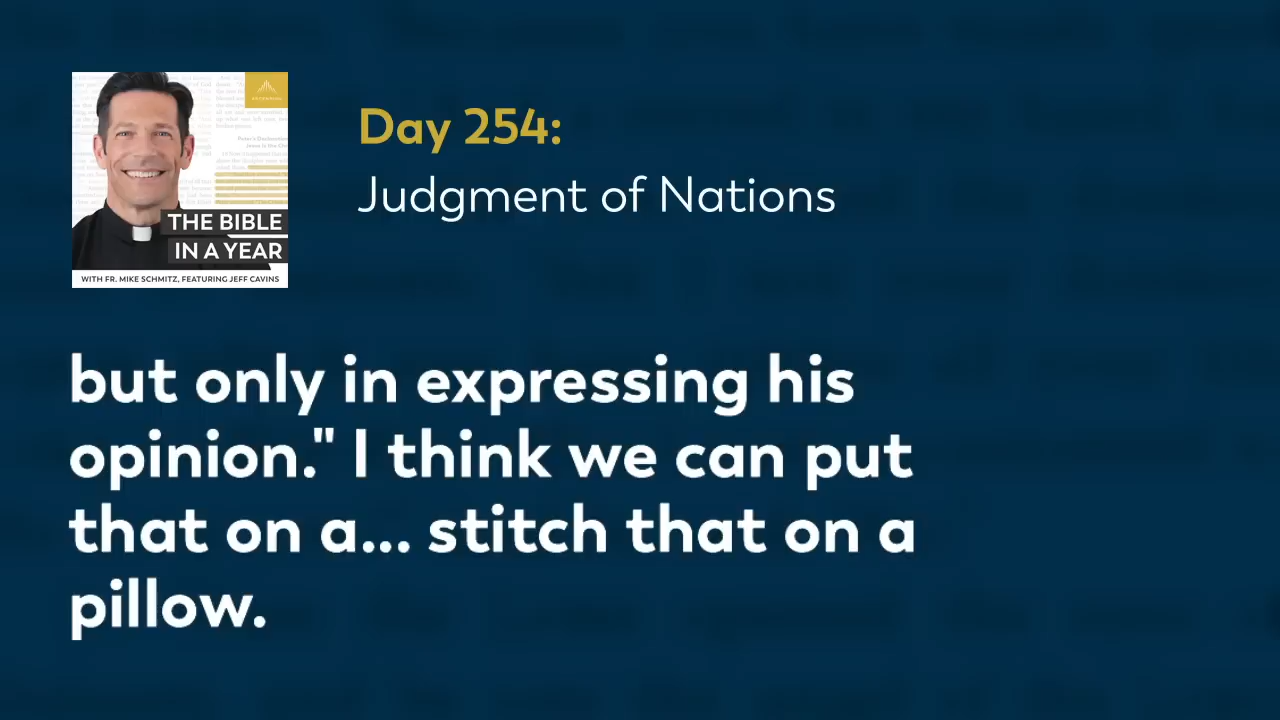 Day 254:
Judgment of Nations
THE BIBLE
IN A YEAR
WITH FR. MIKE SCHMITZ, FEATURING JEFF CAVINS
but only in expressing his
opinion." I think we can put
that on a... stitch that on a
pillow.